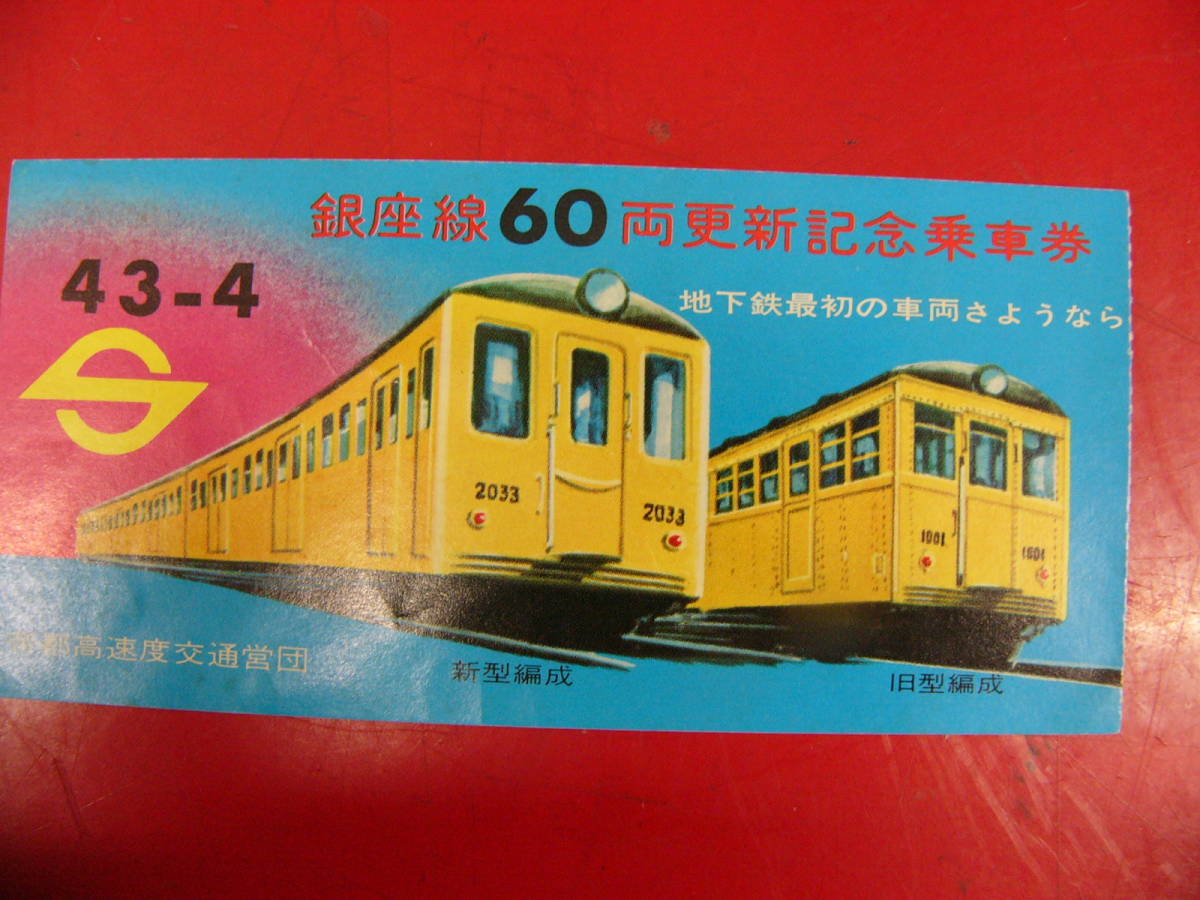 銀座線60両更新記念乗車券
43-4
地下鉄最初の車両さようなら
2033
2033
1001
1001
京都高速度交通営団
新型編成
旧型編成